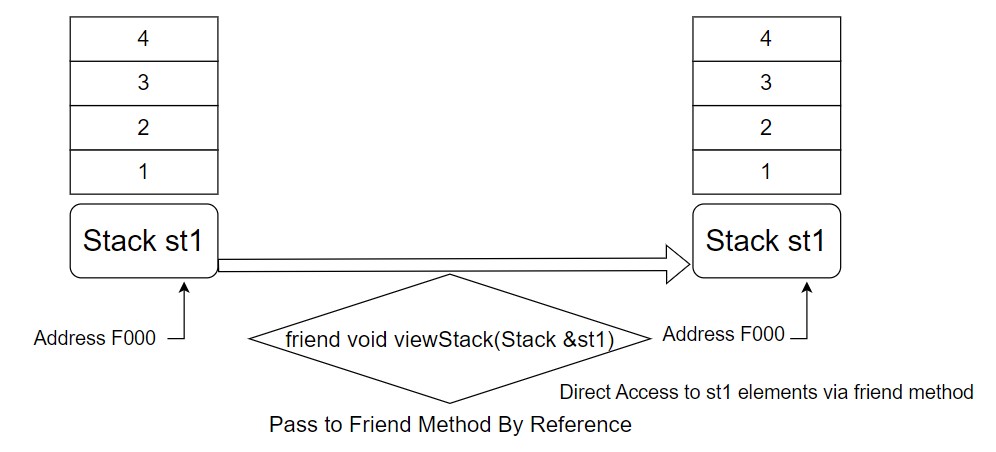 4
3
2
1
Stack st1
Address F000
4
3
2
1
Stack st1
Address F000
friend void viewStack(Stack &st1)
Direct Access to st1 elements via friend method
Pass to Friend Method By Reference